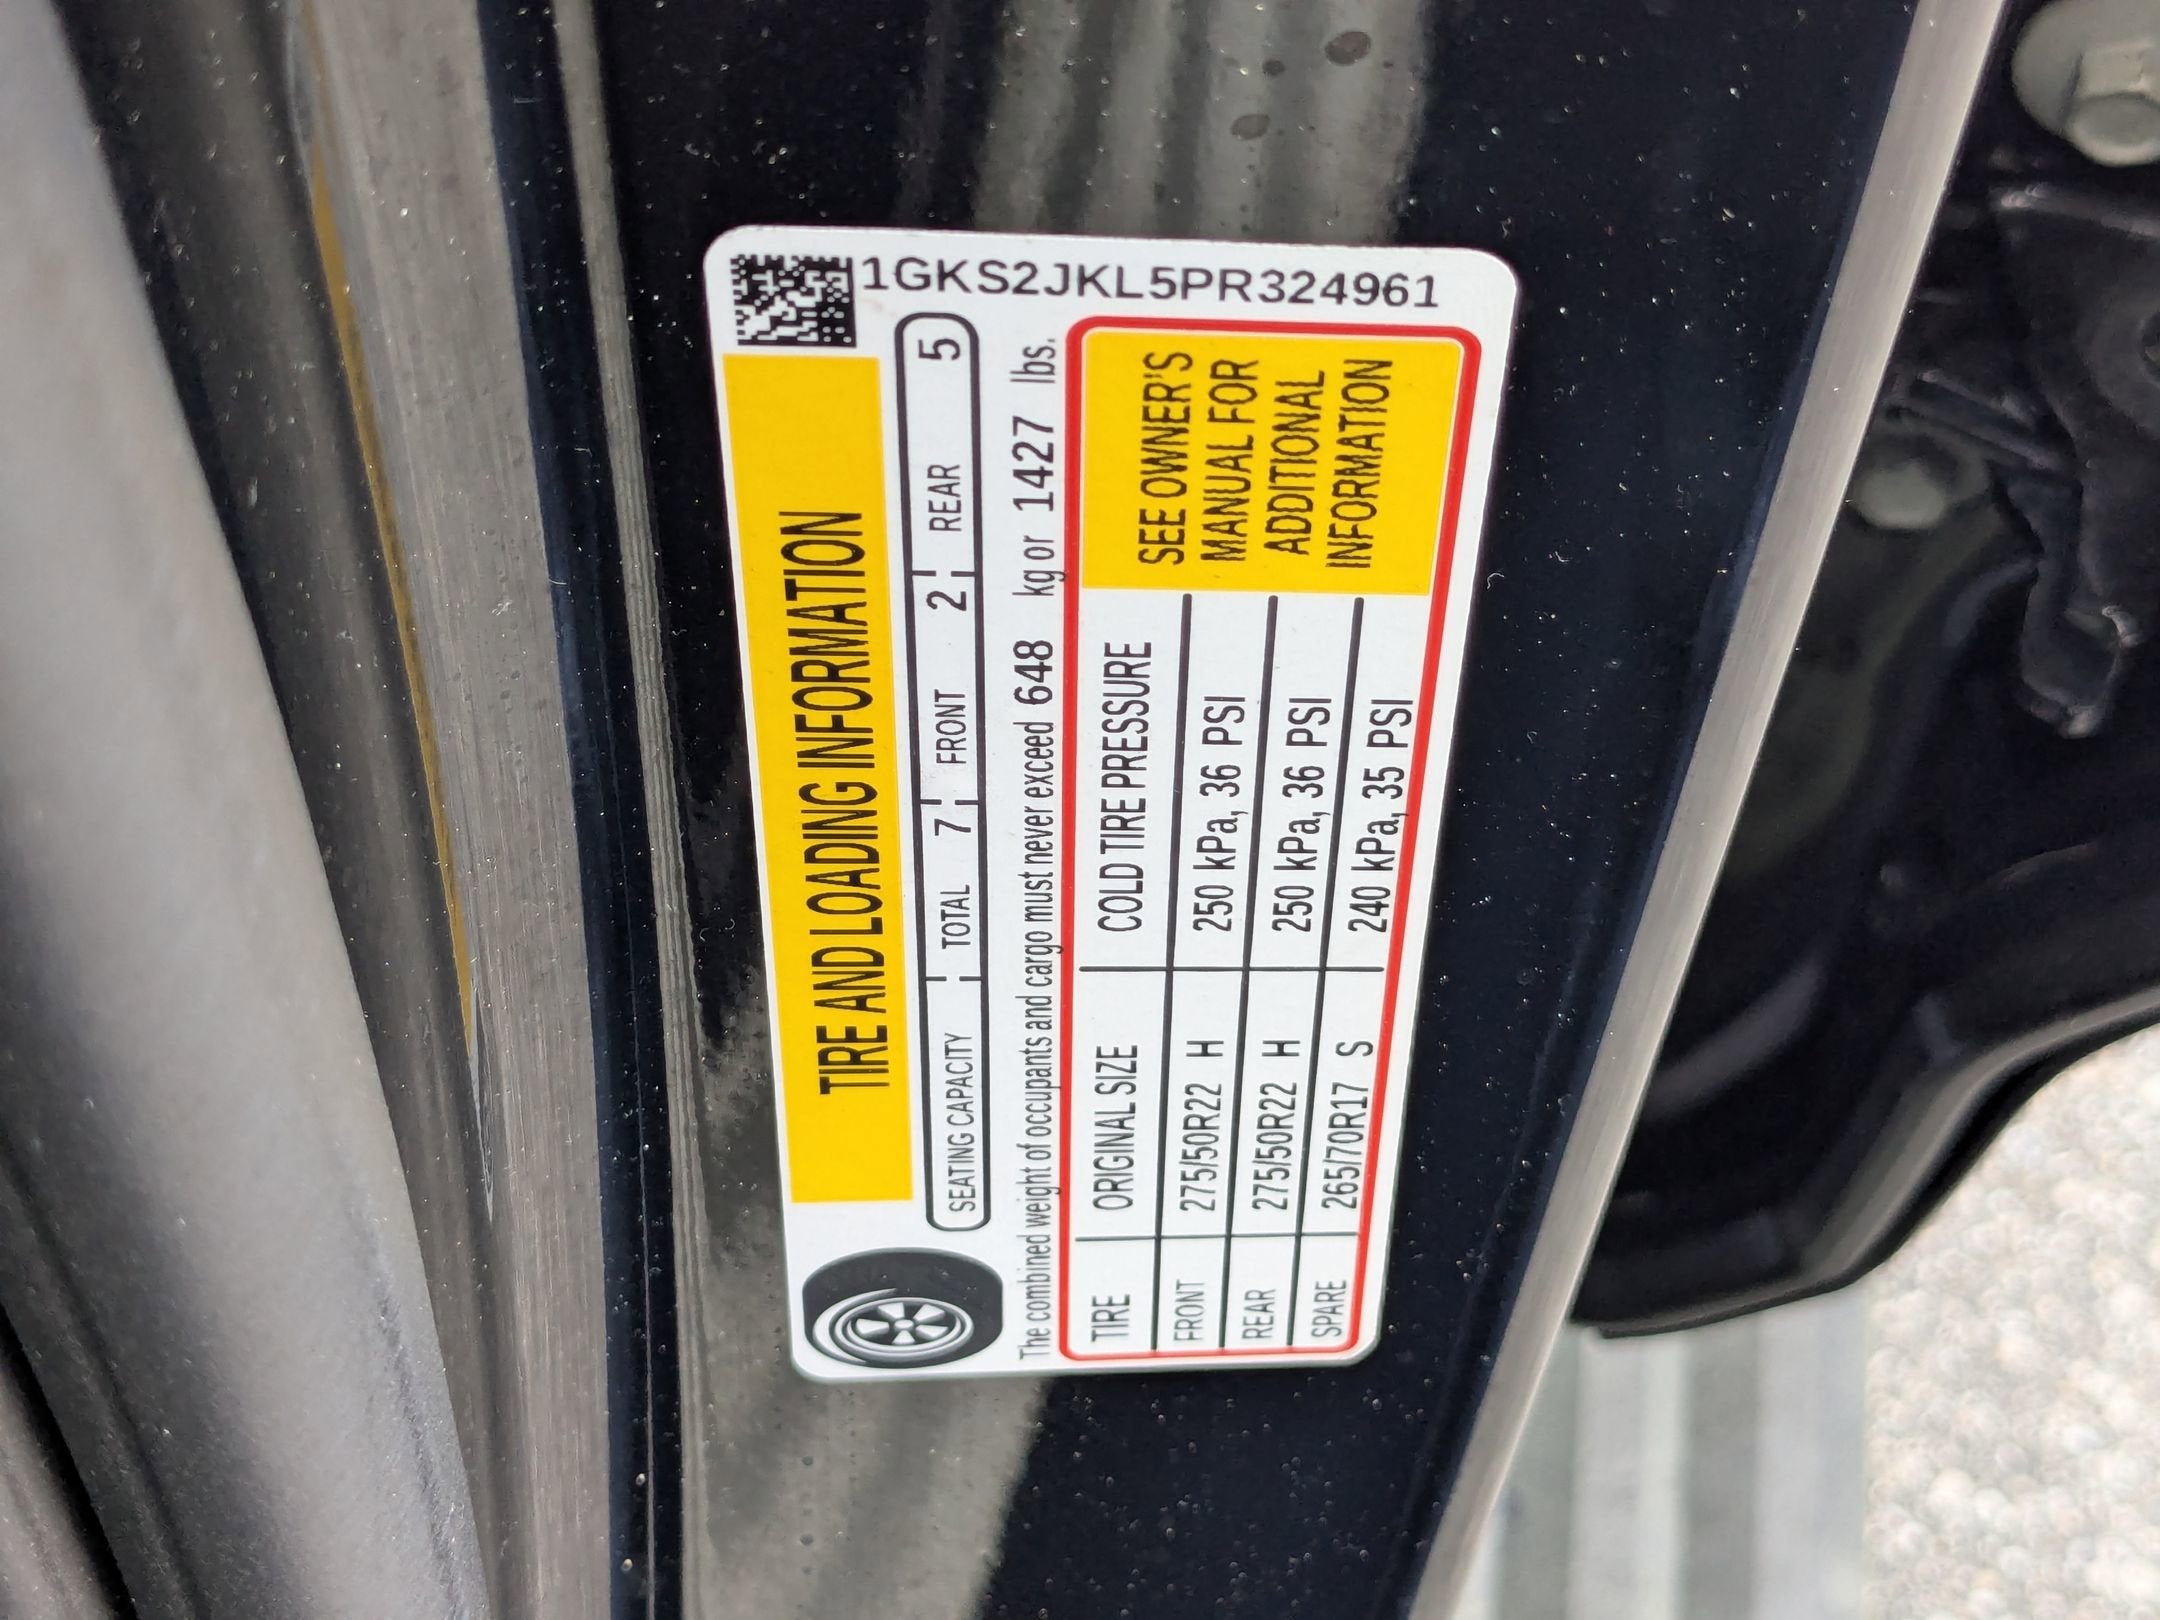 1GKS2JKL5PR324961
TIRE AND LOADING INFORMATION
SEATING CAPACITY TOTAL 7 FRONT 2 REAR 5
The combined weight of occupants and cargo must never exceed 648 kg or 1427 lbs.
TIRE ORIGINAL SIZE COLD TIRE PRESSURE
FRONT 275/50R22 H 250 kPa, 36 PSI
REAR 275/50R22 H 250 kPa, 36 PSI
SPARE 265/70R17 S 240 kPa, 35 PSI
SEE OWNER'S
MANUAL FOR
ADDITIONAL
INFORMATION